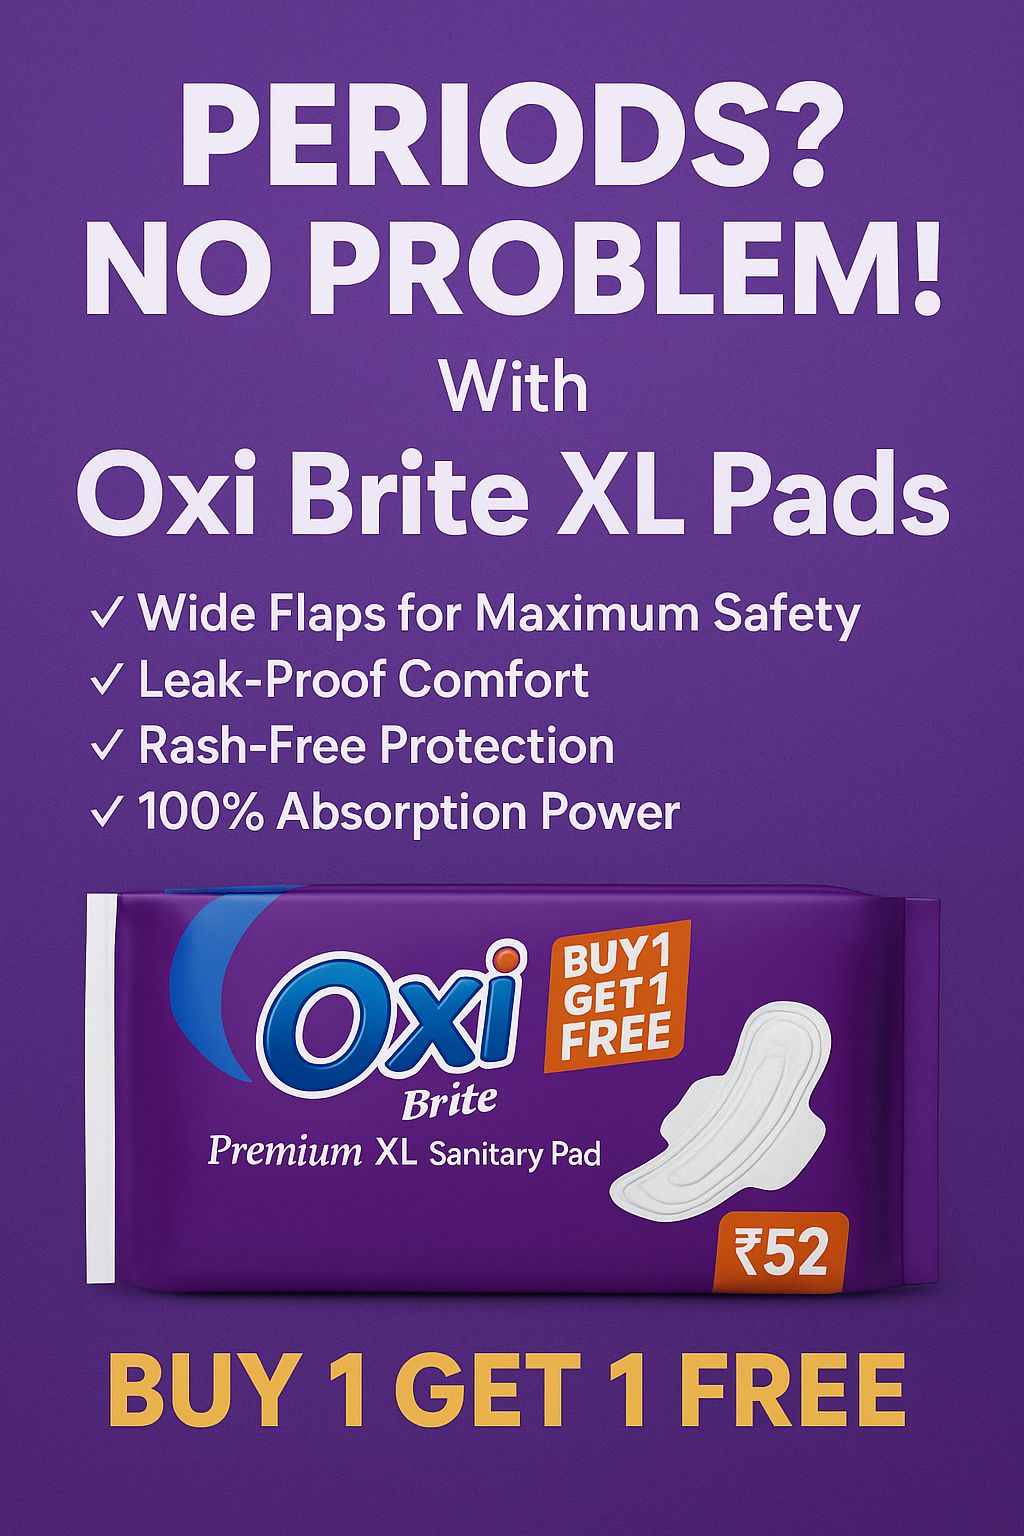 PERIODS?
NO PROBLEM!
With
Oxi Brite XL Pads
✓ Wide Flaps for Maximum Safety
✓ Leak-Proof Comfort
✓ Rash-Free Protection
✓ 100% Absorption Power
Oxi
Brite
Premium XL Sanitary Pad
BUY 1
GET 1
FREE
₹52
BUY 1 GET 1 FREE